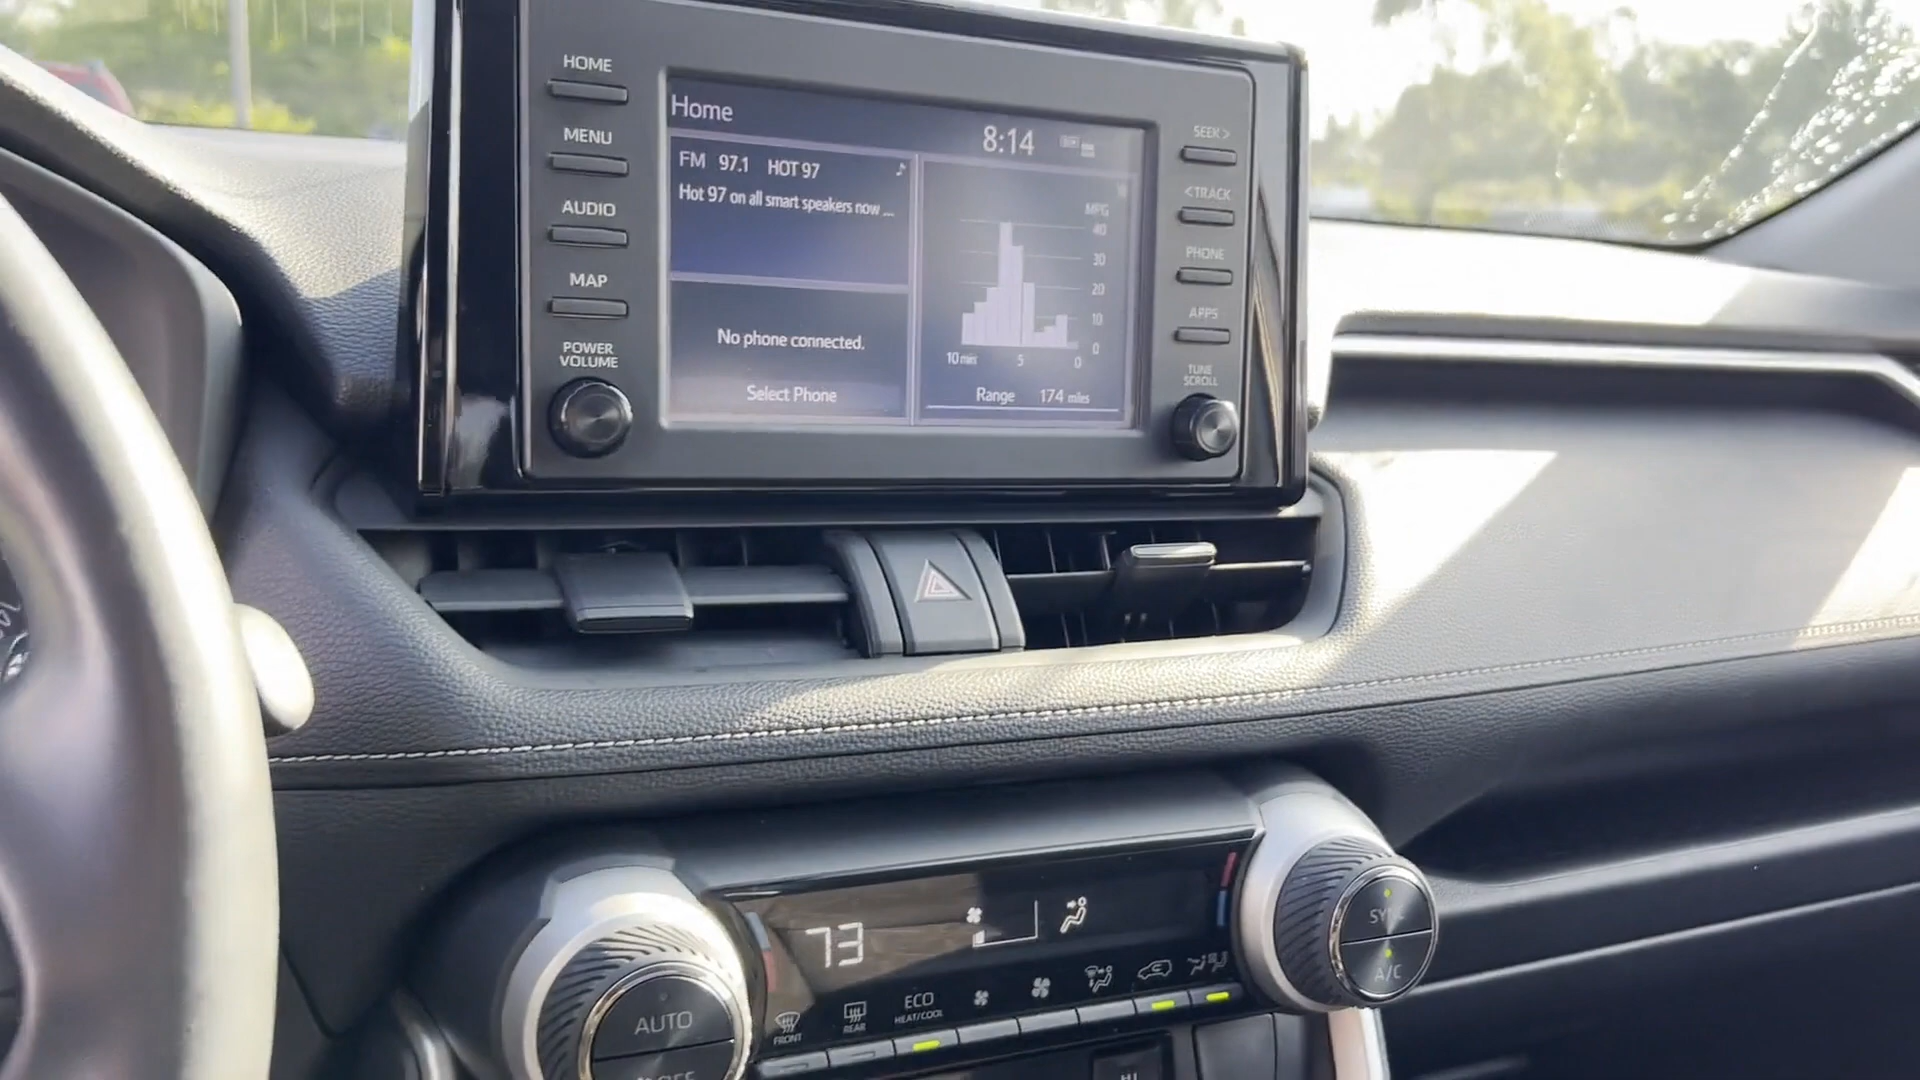 HOME
MENU
AUDIO
MAP
POWER
VOLUME
Home
8:14
FM 97.1 HOT 97
Hot 97 on all smart speakers now ...
No phone connected.
Select Phone
MPG
40
30
20
10
0
10 min 5 0
Range 174 miles
SEEK >
< TRACK
PHONE
APPS
TUNE
SCROLL
73
SYNC
A/C
AUTO
FRONT
REAR
ECO
HEAT/COOL